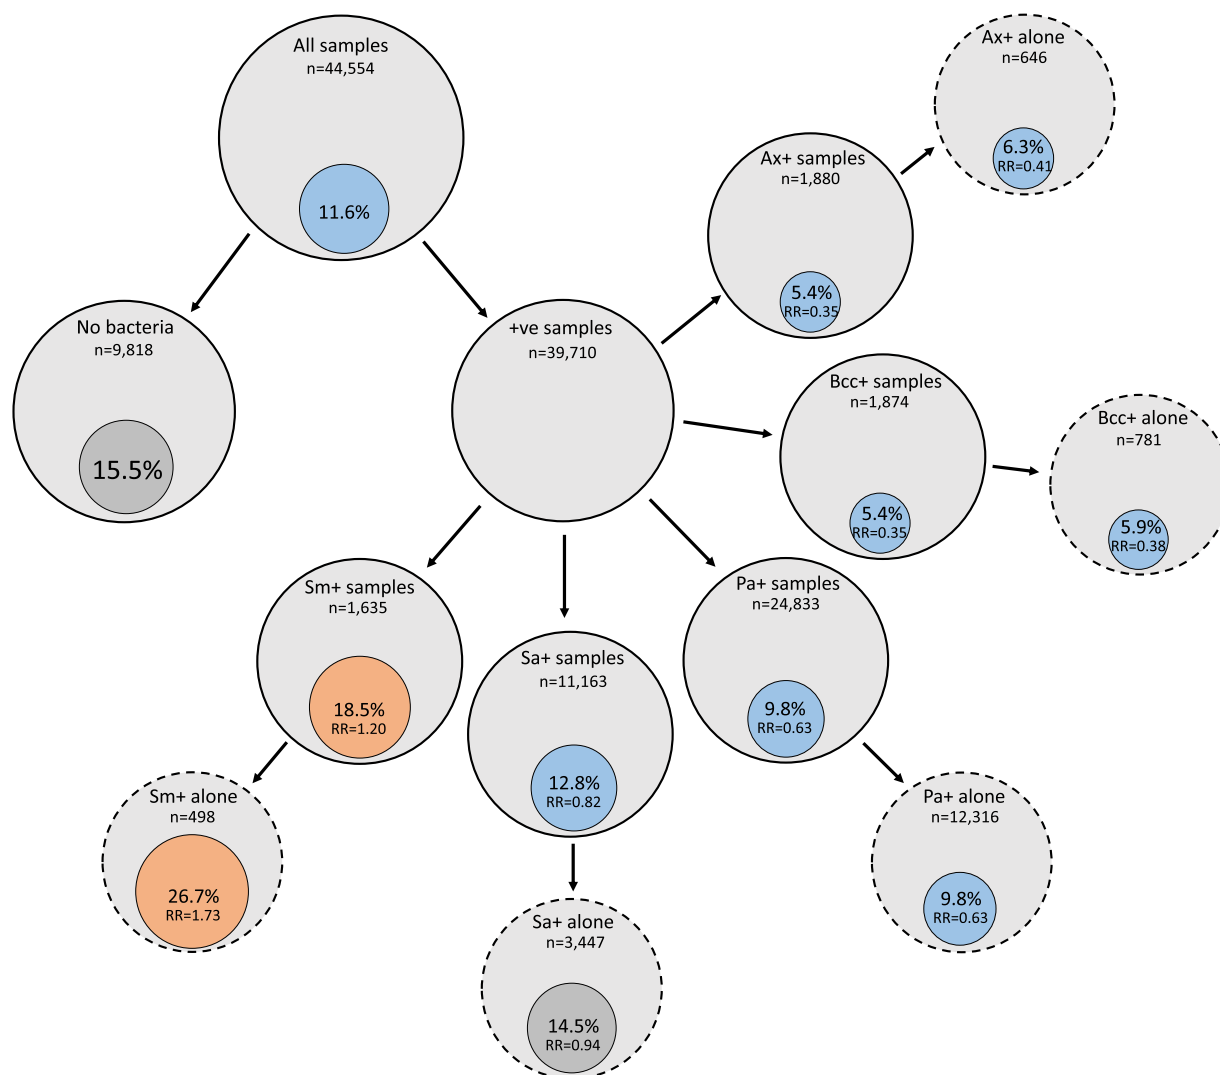 All samples
n=44,554
11.6%
No bacteria
n=9,818
15.5%
+ve samples
n=39,710
Ax+ samples
n=1,880
5.4%
RR=0.35
Ax+ alone
n=646
6.3%
RR=0.41
Bcc+ samples
n=1,874
5.4%
RR=0.35
Bcc+ alone
n=781
5.9%
RR=0.38
Sm+ samples
n=1,635
18.5%
RR=1.20
Sm+ alone
n=498
26.7%
RR=1.73
Sa+ samples
n=11,163
12.8%
RR=0.82
Sa+ alone
n=3,447
14.5%
RR=0.94
Pa+ samples
n=24,833
9.8%
RR=0.63
Pa+ alone
n=12,316
9.8%
RR=0.63